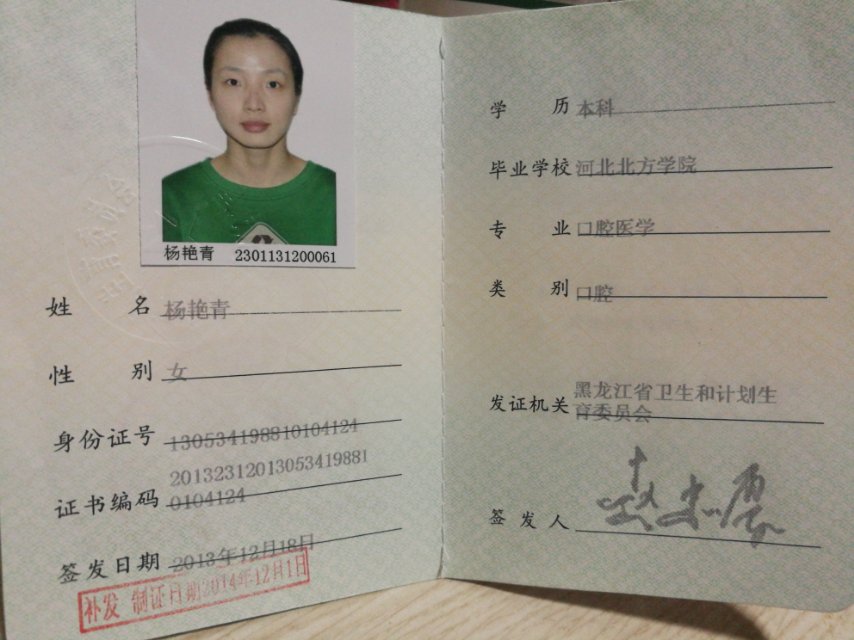 杨艳青 2301131200061
姓名 杨艳青
性别 女
身份证号 130534198810104124
证书编码 20132312013053419881
0104124
签发日期 2013年12月18日
补发 制证日期2014年12月1日
学历 本科
毕业学校 河北北方学院
专业 口腔医学
类别 口腔
发证机关 黑龙江省卫生和计划生
育委员会
签发人